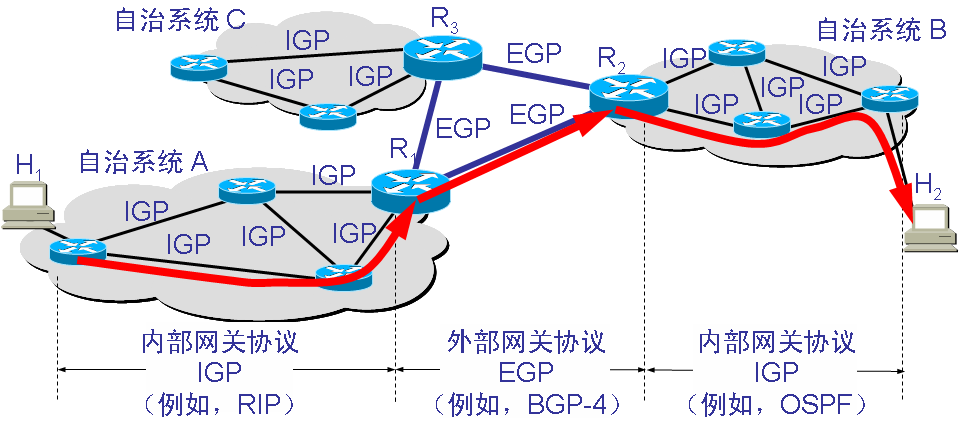 自治系统 C
R3
IGP
EGP
自治系统 B
R2
IGP
IGP
IGP
IGP
IGP
IGP
IGP
EGP
EGP
自治系统 A
R1
H1
IGP
IGP
IGP
IGP
IGP
H2
内部网关协议
IGP
（例如，RIP）
外部网关协议
EGP
（例如，BGP-4）
内部网关协议
IGP
（例如，OSPF）